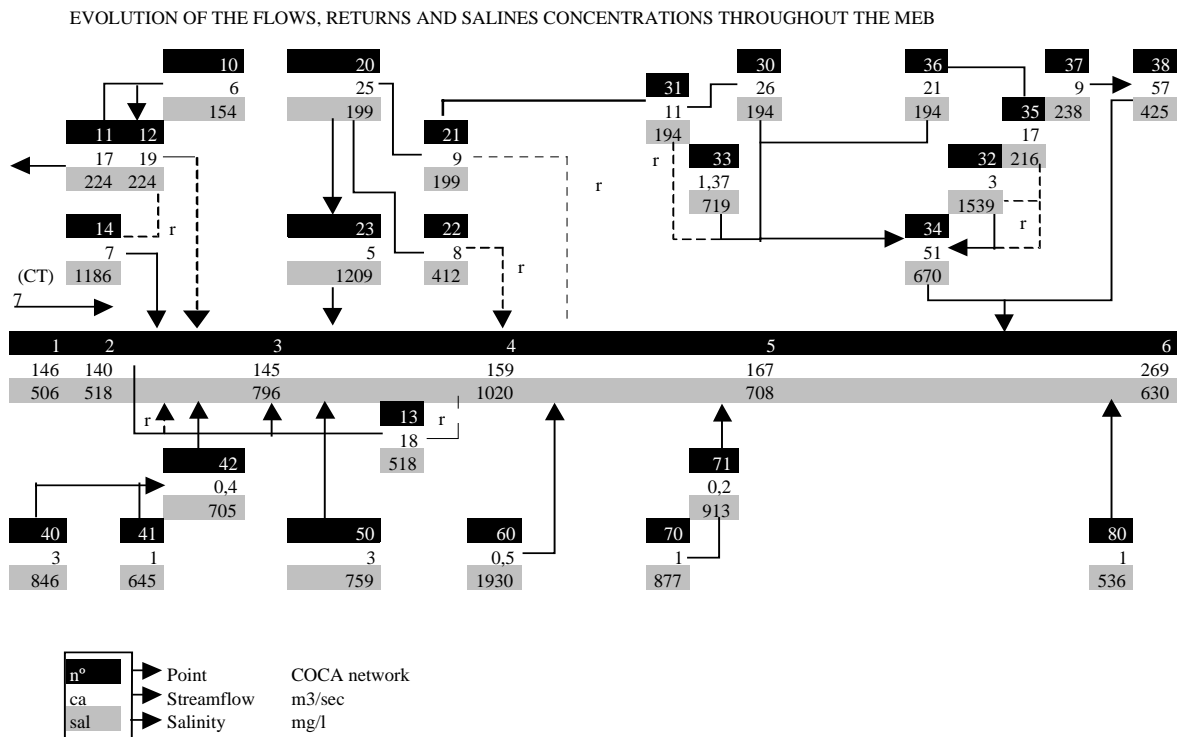 EVOLUTION OF THE FLOWS, RETURNS AND SALINES CONCENTRATIONS THROUGHOUT THE MEB
10 20 30 36 37 38
6 25 26 21 9 57
154 199 194 194 238 425
31
11
194
35
17
216
11 12 21
17 19 9
224 224 199
r
33
1,37
719
32
3
1539
r
14 23 22 34
7 5 8 51
1186 1209 412 670
r
r
r
(CT)
7
1 2 3 4 5 6
146 140 145 159 167 269
506 518 796 1020 708 630
r
13
18
518
r
42 71
0,4 0,2
705 913
40 41 50 60 70 80
3 1 3 0,5 1 1
846 645 759 1930 877 536
nº Point COCA network
ca Streamflow m3/sec
sal Salinity mg/l